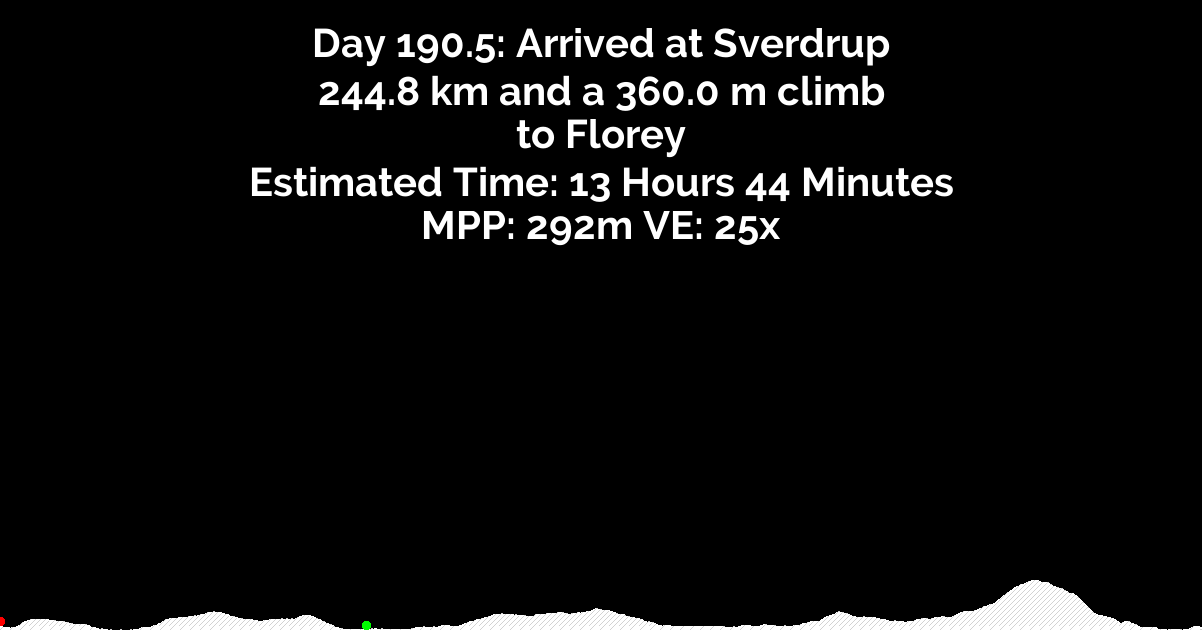 Day 190.5: Arrived at Sverdrup
244.8 km and a 360.0 m climb
to Florey
Estimated Time: 13 Hours 44 Minutes
MPP: 292m VE: 25x